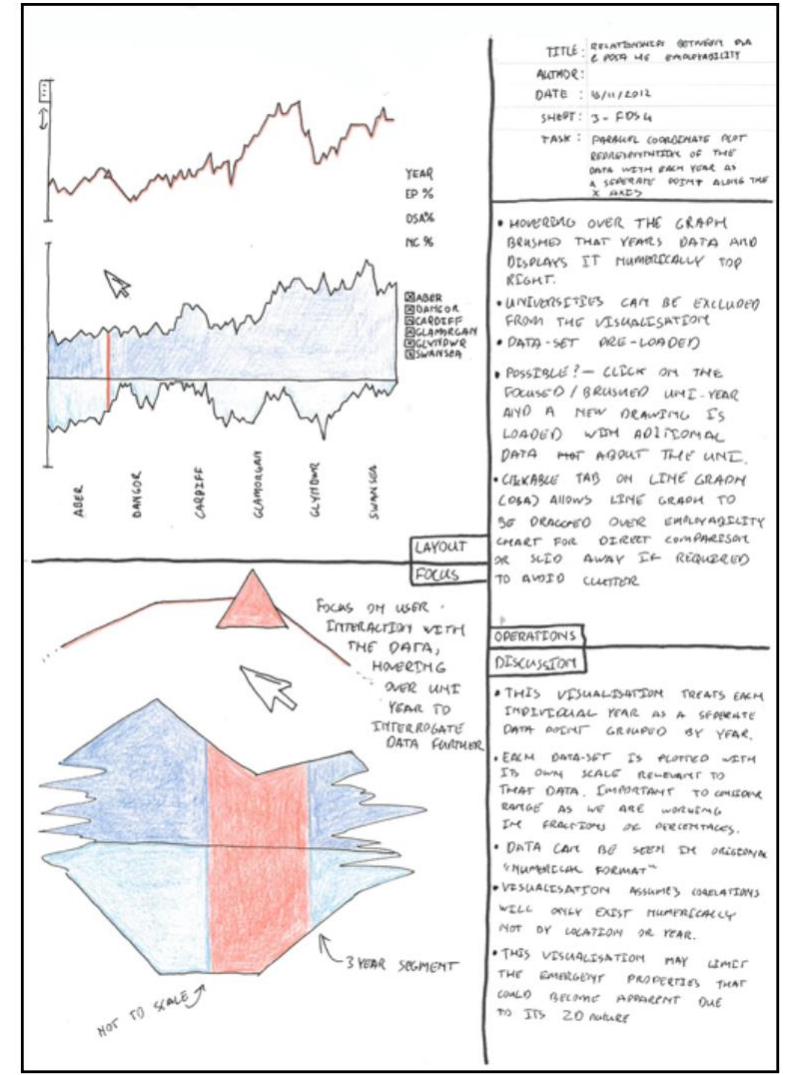 TITLE: RELATIONSHIPS BETWEEN DSA
& POST HE EMPLOYABILITY
AUTHOR:
DATE : 16/11/2012
SHEET: 3 - FDS 4
TASK : PARALLEL COORDINATE PLOT
REPRESENTATION OF THE
DATA WITH EACH YEAR AS
A SEPERATE POINT ALONG THE
X AXIS
YEAR
EP %
DSA%
NC %
ABER
BANGOR
CARDIFF
GLAMORGAN
GLYNDWR
SWANSEA
ABER
BANGOR
CARDIFF
GLAMORGAN
GLYNDWR
SWANSEA
LAYOUT
FOCUS
FOCUS ON USER
INTERACTION WITH
THE DATA,
HOVERING
OVER UNI
YEAR TO
INTERROGATE
DATA FURTHER
3 YEAR SEGMENT
NOT TO SCALE
• HOVERING OVER THE GRAPH
BRUSHED THAT YEARS DATA AND
DISPLAYS IT NUMERICALLY TOP
RIGHT.
• UNIVERSITIES CAN BE EXCLUDED
FROM THE VISUALISATION
• DATA-SET PRE-LOADED
• POSSIBLE? - CLICK ON THE
FOCUSED / BRUSHED UNI-YEAR
AND A NEW DRAWING IS
LOADED WITH ADITIONAL
DATA ABOUT THE UNI.
• CLICKABLE TAB ON LINE GRAPH
(DSA) ALLOWS LINE GRAPH TO
BE DRAGGED OVER EMPLOYABILITY
CHART FOR DIRECT COMPARISON
OR SLID AWAY IF REQUIRED
TO AVOID CLUTTER
OPERATIONS
DISCUSSION
• THIS VISUALISATION TREATS EACH
INDIVIDUAL YEAR AS A SEPERATE
DATA POINT GROUPED BY YEAR.
• EACH DATA-SET IS PLOTTED WITH
ITS OWN SCALE RELEVANT TO
THAT DATA. IMPORTANT TO CONSIDER
RANGE AS WE ARE WORKING
IN FRACTIONS OF PERCENTAGES.
• DATA CAN BE SEEN IN ORIGIONAL
"NUMERICAL FORMAT"
• VISUALISATION ASSUMES CORELATIONS
WILL ONLY EXIST NUMERICALLY
NOT BY LOCATION OR YEAR.
• THIS VISUALISATION MAY LIMIT
THE EMERGENT PROPERTIES THAT
COULD BECOME APPARENT DUE
TO ITS 2D NATURE